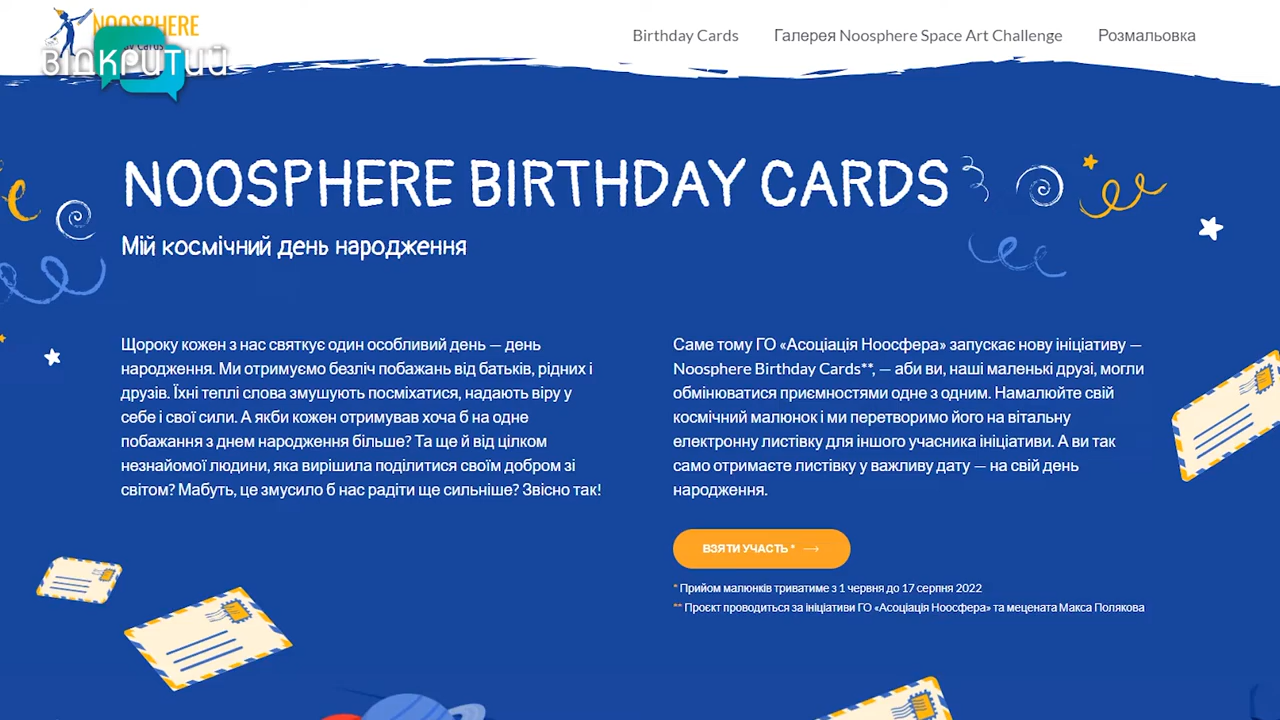 NOOSPHERE
Cards
ВІДКРИТИЙ
Birthday Cards
Галерея Noosphere Space Art Challenge
Розмальовка
NOOSPHERE BIRTHDAY CARDS
Мій космічний день народження
Щороку кожен з нас святкує один особливий день — день
народження. Ми отримуємо безліч побажань від батьків, рідних і
друзів. Їхні теплі слова змушують посміхатися, надають віру у
себе і свої сили. А якби кожен отримував хоча б на одне
побажання з днем народження більше? Та ще й від цілком
незнайомої людини, яка вирішила поділитися своїм добром зі
світом? Мабуть, це змусило б нас радіти ще сильніше? Звісно так!
Саме тому ГО «Асоціація Ноосфера» запускає нову ініціативу —
Noosphere Birthday Cards**, — аби ви, наші маленькі друзі, могли
обмінюватися приємностями одне з одним. Намалюйте свій
космічний малюнок і ми перетворимо його на вітальну
електронну листівку для іншого учасника ініціативи. А ви так
само отримаєте листівку у важливу дату — на свій день
народження.
ВЗЯТИ УЧАСТЬ *
* Прийом малюнків триватиме з 1 червня до 17 серпня 2022
** Проєкт проводиться за ініціативи ГО «Асоціація Ноосфера» та мецената Макса Полякова